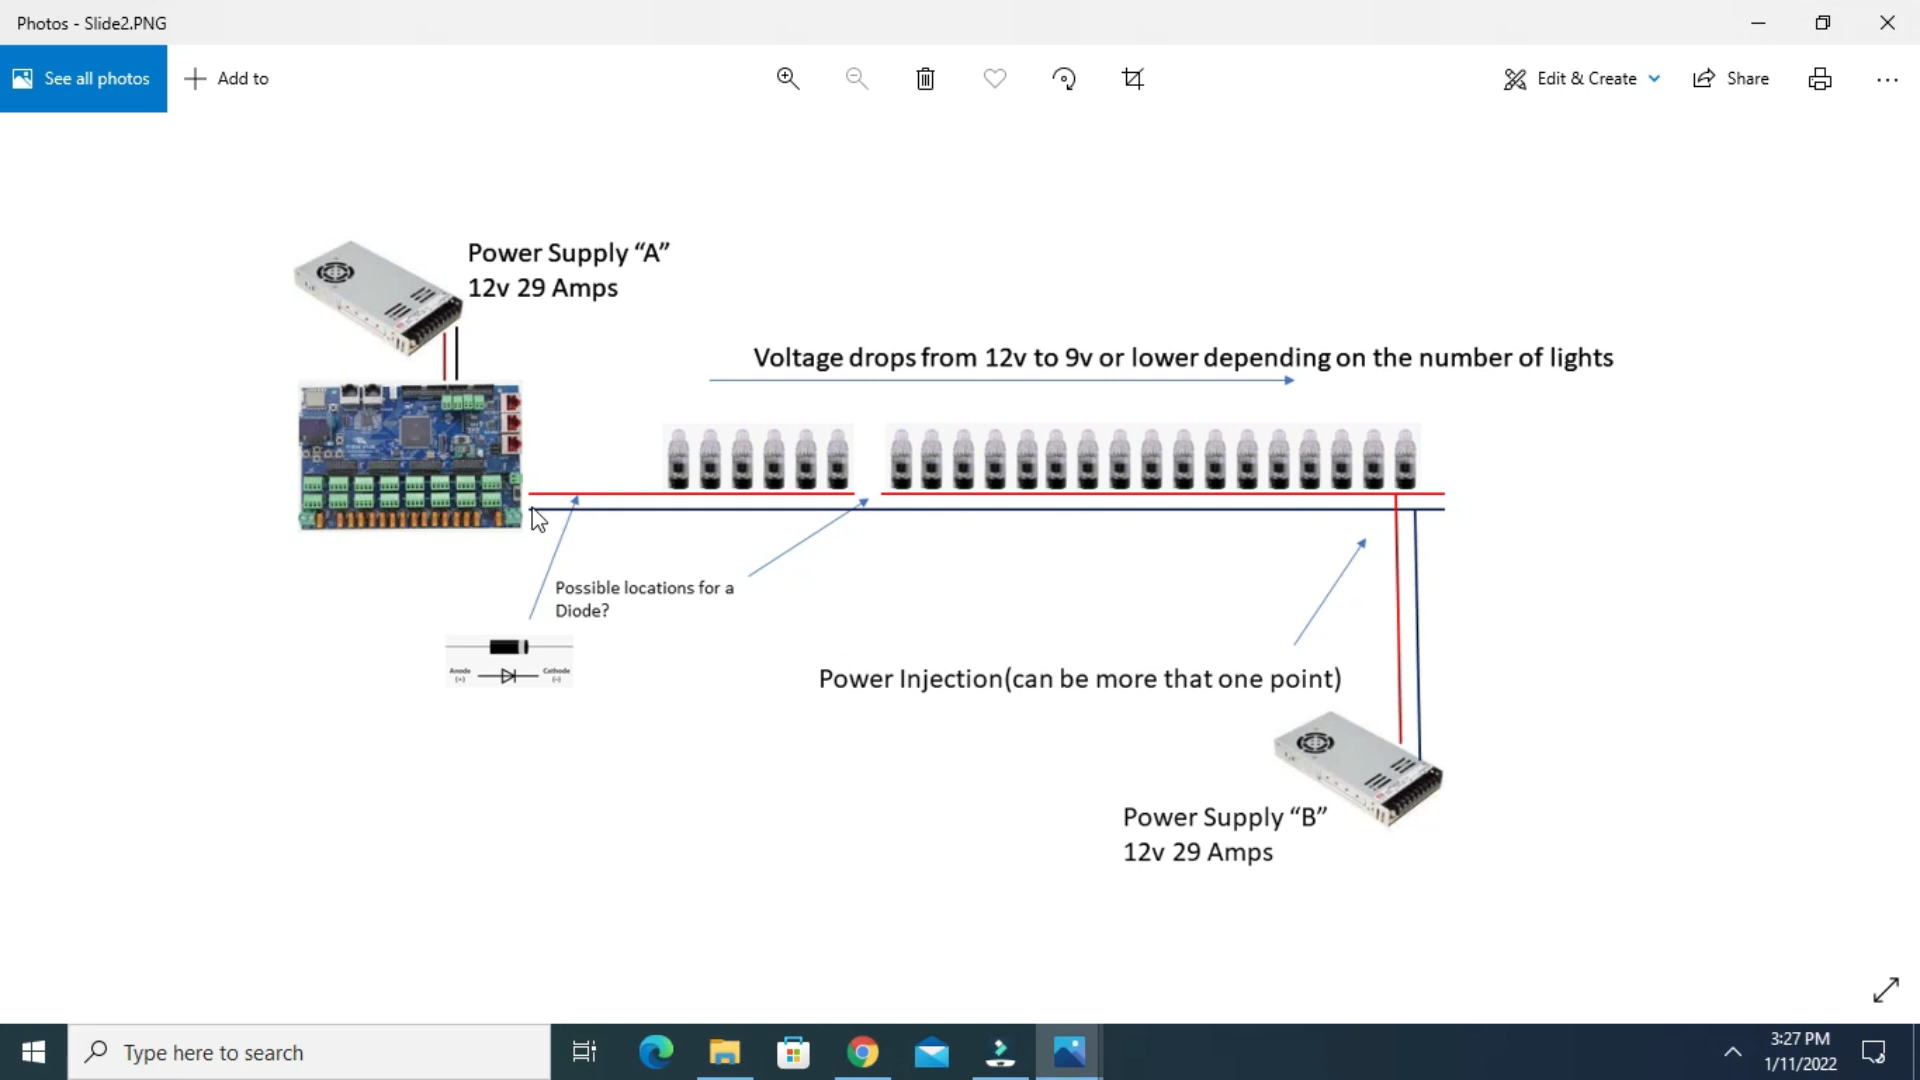 Photos - Slide2.PNG
See all photos
Add to
Edit & Create
Share
Power Supply “A”
12v 29 Amps
Voltage drops from 12v to 9v or lower depending on the number of lights
Possible locations for a
Diode?
Anode
(+)
Cathode
(-)
Power Injection(can be more that one point)
Power Supply “B”
12v 29 Amps
Type here to search
3:27 PM
1/11/2022